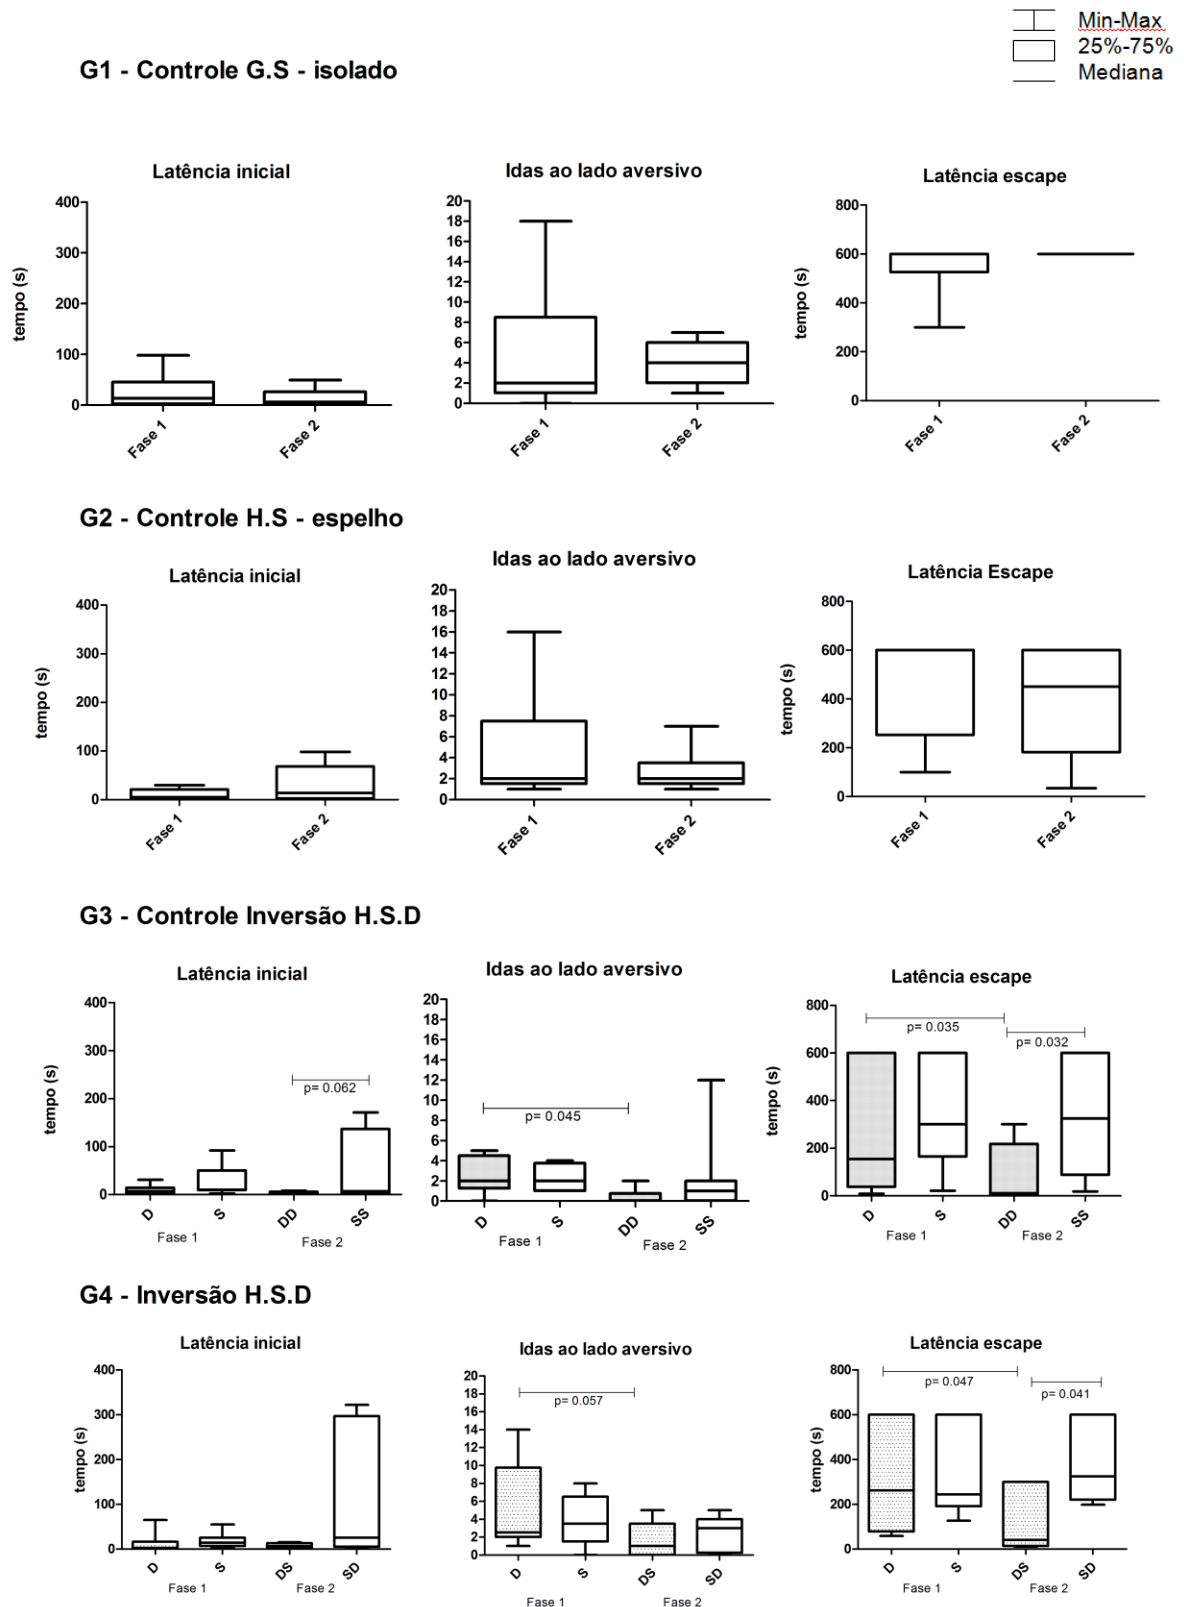 Min-Max
25%-75%
Mediana
G1 - Controle G.S - isolado
Latência inicial
400
300
200
100
0
tempo (s)
Fase 1
Fase 2
Idas ao lado aversivo
20
18
16
14
12
10
8
6
4
2
0
Fase 1
Fase 2
Latência escape
800
600
400
200
0
tempo (s)
Fase 1
Fase 2
G2 - Controle H.S - espelho
Latência inicial
400
300
200
100
0
tempo (s)
Fase 1
Fase 2
Idas ao lado aversivo
20
18
16
14
12
10
8
6
4
2
0
Fase 1
Fase 2
Latência Escape
800
600
400
200
0
tempo (s)
Fase 1
Fase 2
G3 - Controle Inversão H.S.D
Latência inicial
400
300
200
100
0
tempo (s)
p= 0.062
D
S
DD
SS
Fase 1
Fase 2
Idas ao lado aversivo
20
18
16
14
12
10
8
6
4
2
0
p= 0.045
D
S
DD
SS
Fase 1
Fase 2
Latência escape
800
600
400
200
0
tempo (s)
p= 0.035
p= 0.032
D
S
DD
SS
Fase 1
Fase 2
G4 - Inversão H.S.D
Latência inicial
400
300
200
100
0
tempo (s)
D
S
DS
SD
Fase 1
Fase 2
Idas ao lado aversivo
20
18
16
14
12
10
8
6
4
2
0
p= 0.057
D
S
DS
SD
Fase 1
Fase 2
Latência escape
800
600
400
200
0
tempo (s)
p= 0.047
p= 0.041
D
S
DS
SD
Fase 1
Fase 2